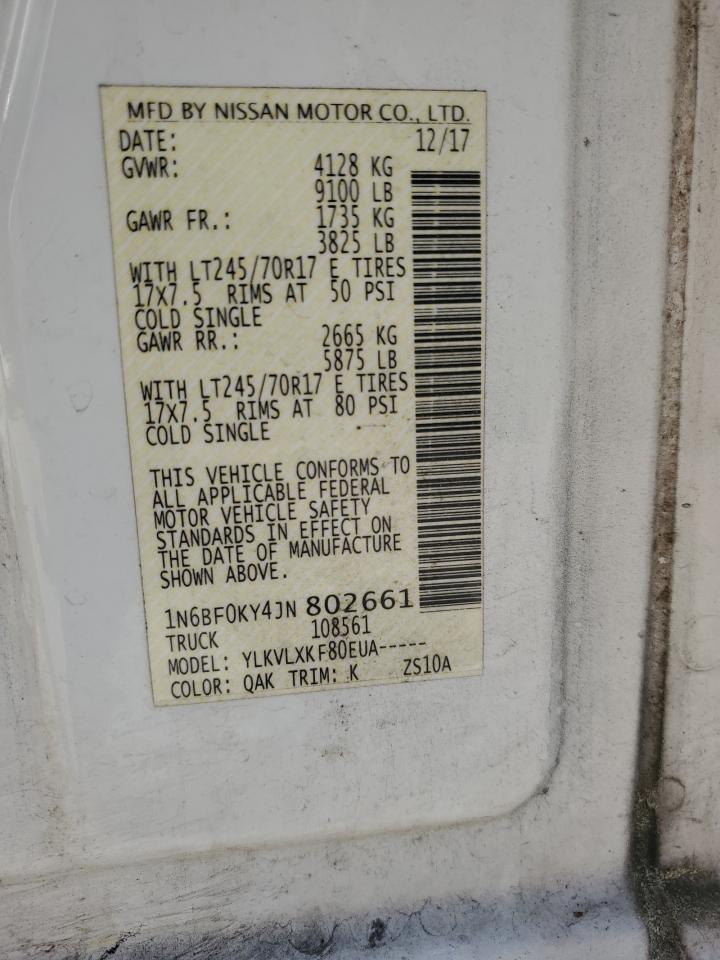 MFD BY NISSAN MOTOR CO., LTD.
DATE: 12/17
GVWR: 4128 KG
9100 LB
GAWR FR.: 1735 KG
3825 LB
WITH LT245/70R17 E TIRES
17X7.5 RIMS AT 50 PSI
COLD SINGLE
GAWR RR.: 2665 KG
5875 LB
WITH LT245/70R17 E TIRES
17X7.5 RIMS AT 80 PSI
COLD SINGLE
THIS VEHICLE CONFORMS TO
ALL APPLICABLE FEDERAL
MOTOR VEHICLE SAFETY
STANDARDS IN EFFECT ON
THE DATE OF MANUFACTURE
SHOWN ABOVE.
1N6BF0KY4JN 802661
TRUCK 108561
MODEL: YLKVLXKF80EUA-----
COLOR: QAK TRIM: K ZS10A